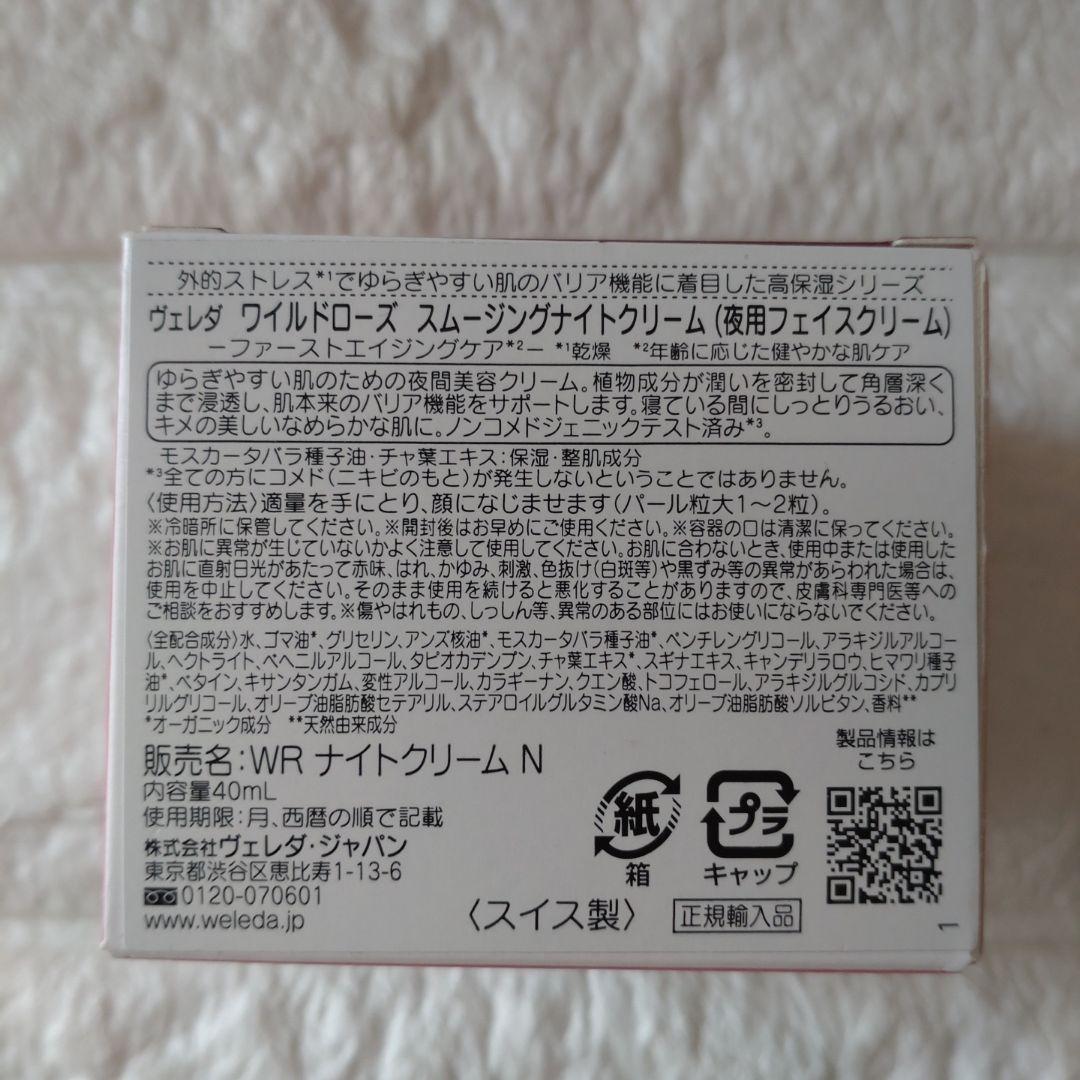 外的ストレス*¹でゆらぎやすい肌のバリア機能に着目した高保湿シリーズ
ヴェレダ ワイルドローズ スムージングナイトクリーム(夜用フェイスクリーム)
-ファーストエイジングケア*²- *¹乾燥 *²年齢に応じた健やかな肌ケア
ゆらぎやすい肌のための夜間美容クリーム。植物成分が潤いを密封して角層深く
まで浸透し、肌本来のバリア機能をサポートします。寝ている間にしっとりうるおい、
キメの美しいなめらかな肌に。ノンコメドジェニックテスト済み*³。
モスカータバラ種子油・チャ葉エキス:保湿・整肌成分
*³全ての方にコメド(ニキビのもと)が発生しないということではありません。
〈使用方法〉適量を手にとり、顔になじませます(パール粒大1〜2粒)。
※冷暗所に保管してください。※開封後はお早めにご使用ください。※容器の口は清潔に保ってください。
※お肌に異常が生じていないかよく注意して使用してください。お肌に合わないとき、使用中または使用した
お肌に直射日光があたって赤味、はれ、かゆみ、刺激、色抜け(白斑等)や黒ずみ等の異常があらわれた場合は、
使用を中止してください。そのまま使用を続けると悪化することがありますので、皮膚科専門医等への
ご相談をおすすめします。※傷やはれもの、しっしん等、異常のある部位にはお使いにならないでください。
〈全配合成分〉水、ゴマ油*、グリセリン、アンズ核油*、モスカータバラ種子油*、ペンチレングリコール、アラキジルアルコー
ル、ヘクトライト、ベヘニルアルコール、タピオカデンプン、チャ葉エキス*、スギナエキス、キャンデリラロウ、ヒマワリ種子
油*、ベタイン、キサンタンガム、変性アルコール、カラギーナン、クエン酸、トコフェロール、アラキジルグルコシド、カプリ
リルグリコール、オリーブ油脂肪酸セテアリル、ステアロイルグルタミン酸Na、オリーブ油脂肪酸ソルビタン、香料**
*オーガニック成分 **天然由来成分
販売名:WR ナイトクリーム N
内容量40mL
使用期限:月、西暦の順で記載
株式会社ヴェレダ・ジャパン
東京都渋谷区恵比寿1-13-6
0120-070601
www.weleda.jp
〈スイス製〉
正規輸入品
紙
箱
プラ
キャップ
製品情報は
こちら
1